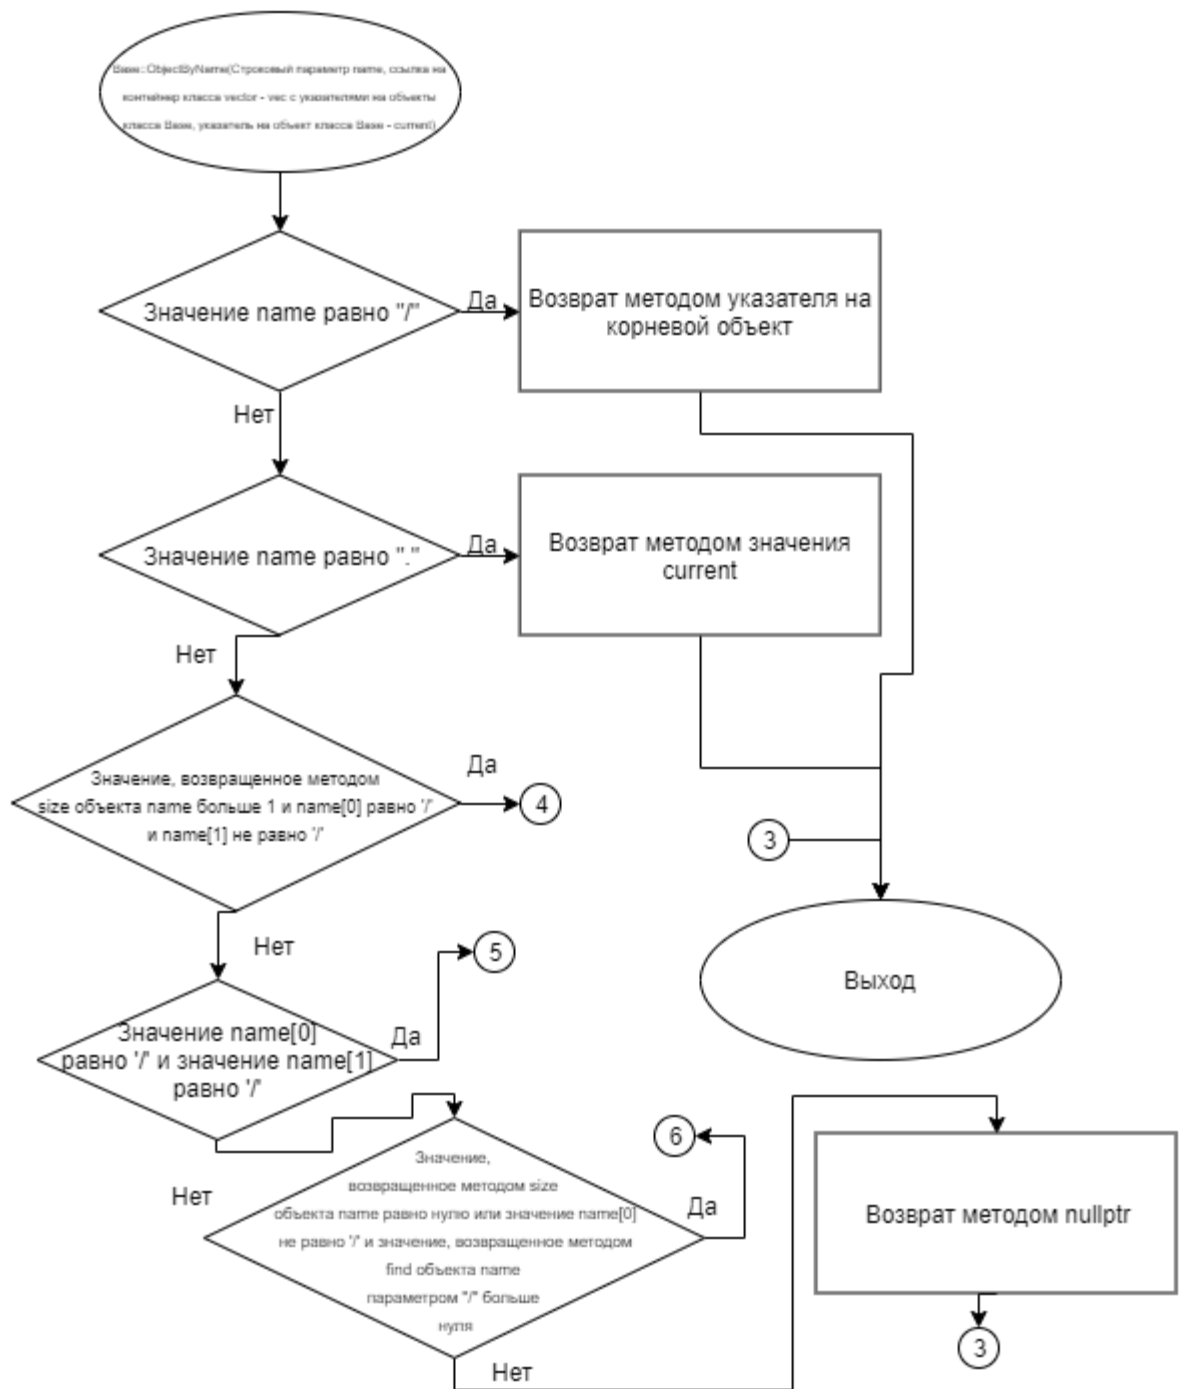 Base::ObjectByName(Строковый параметр name, ссылка на
контейнер класса vector - vec с указателями на объекты
класса Base, указатель на объект класса Base - current)
Значение name равно "/"
Да
Возврат методом указателя на
корневой объект
Нет
Значение name равно "."
Да
Возврат методом значения
current
Нет
Значение, возвращенное методом
size объекта name больше 1 и name[0] равно '/'
и name[1] не равно '/'
Да
4
3
Нет
5
Выход
Значение name[0]
равно '/' и значение name[1]
равно '/'
Да
6
Нет
Значение,
возвращенное методом size
объекта name равно нулю или значение name[0]
не равно '/' и значение, возвращенное методом
find объекта name
параметром "/" больше
нуля
Да
Возврат методом nullptr
3
Нет